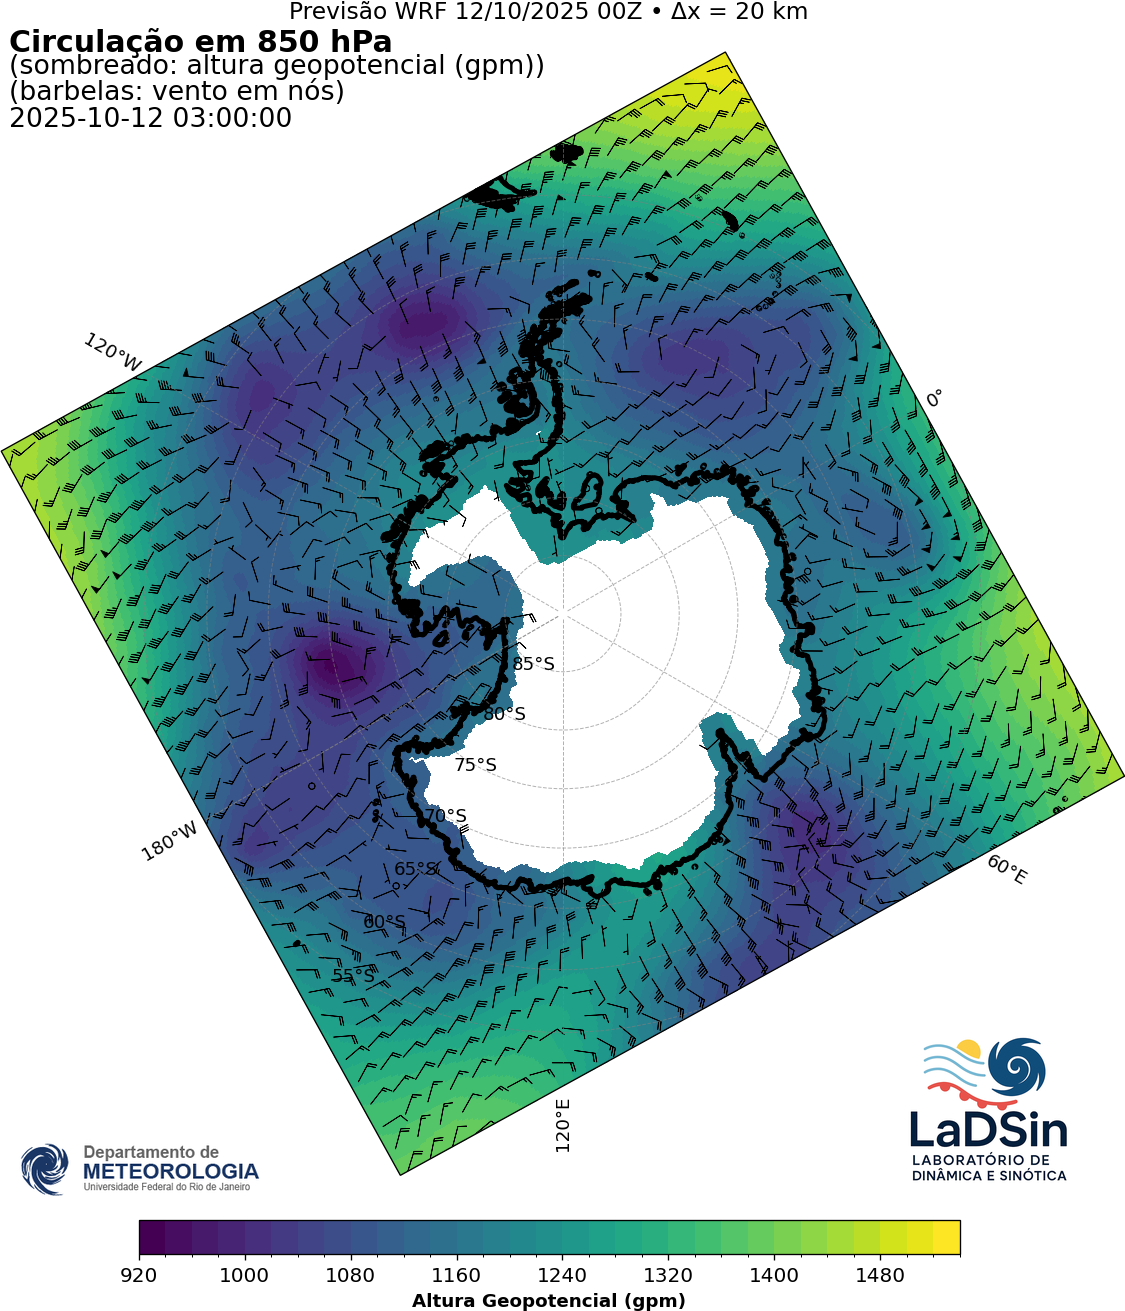 Previsão WRF 12/10/2025 00Z • Δx = 20 km
Circulação em 850 hPa
(sombreado: altura geopotencial (gpm))
(barbelas: vento em nós)
2025-10-12 03:00:00
120°W
0°
85°S
80°S
75°S
70°S
65°S
60°S
55°S
180°W
60°E
120°E
LaDSin
LABORATÓRIO DE
DINÂMICA E SINÓTICA
Departamento de
METEOROLOGIA
Universidade Federal do Rio de Janeiro
920 1000 1080 1160 1240 1320 1400 1480
Altura Geopotencial (gpm)